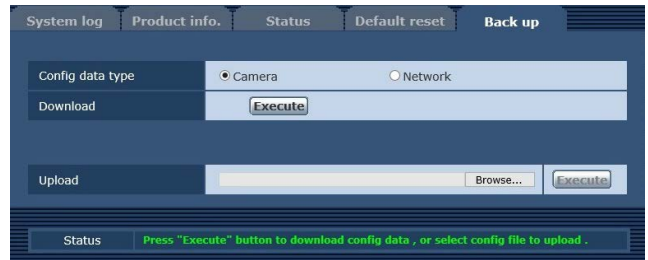 System log Product info. Status Default reset Back up
Config data type Camera Network
Download Execute
Upload Browse... Execute
Status Press "Execute" button to download config data , or select config file to upload .